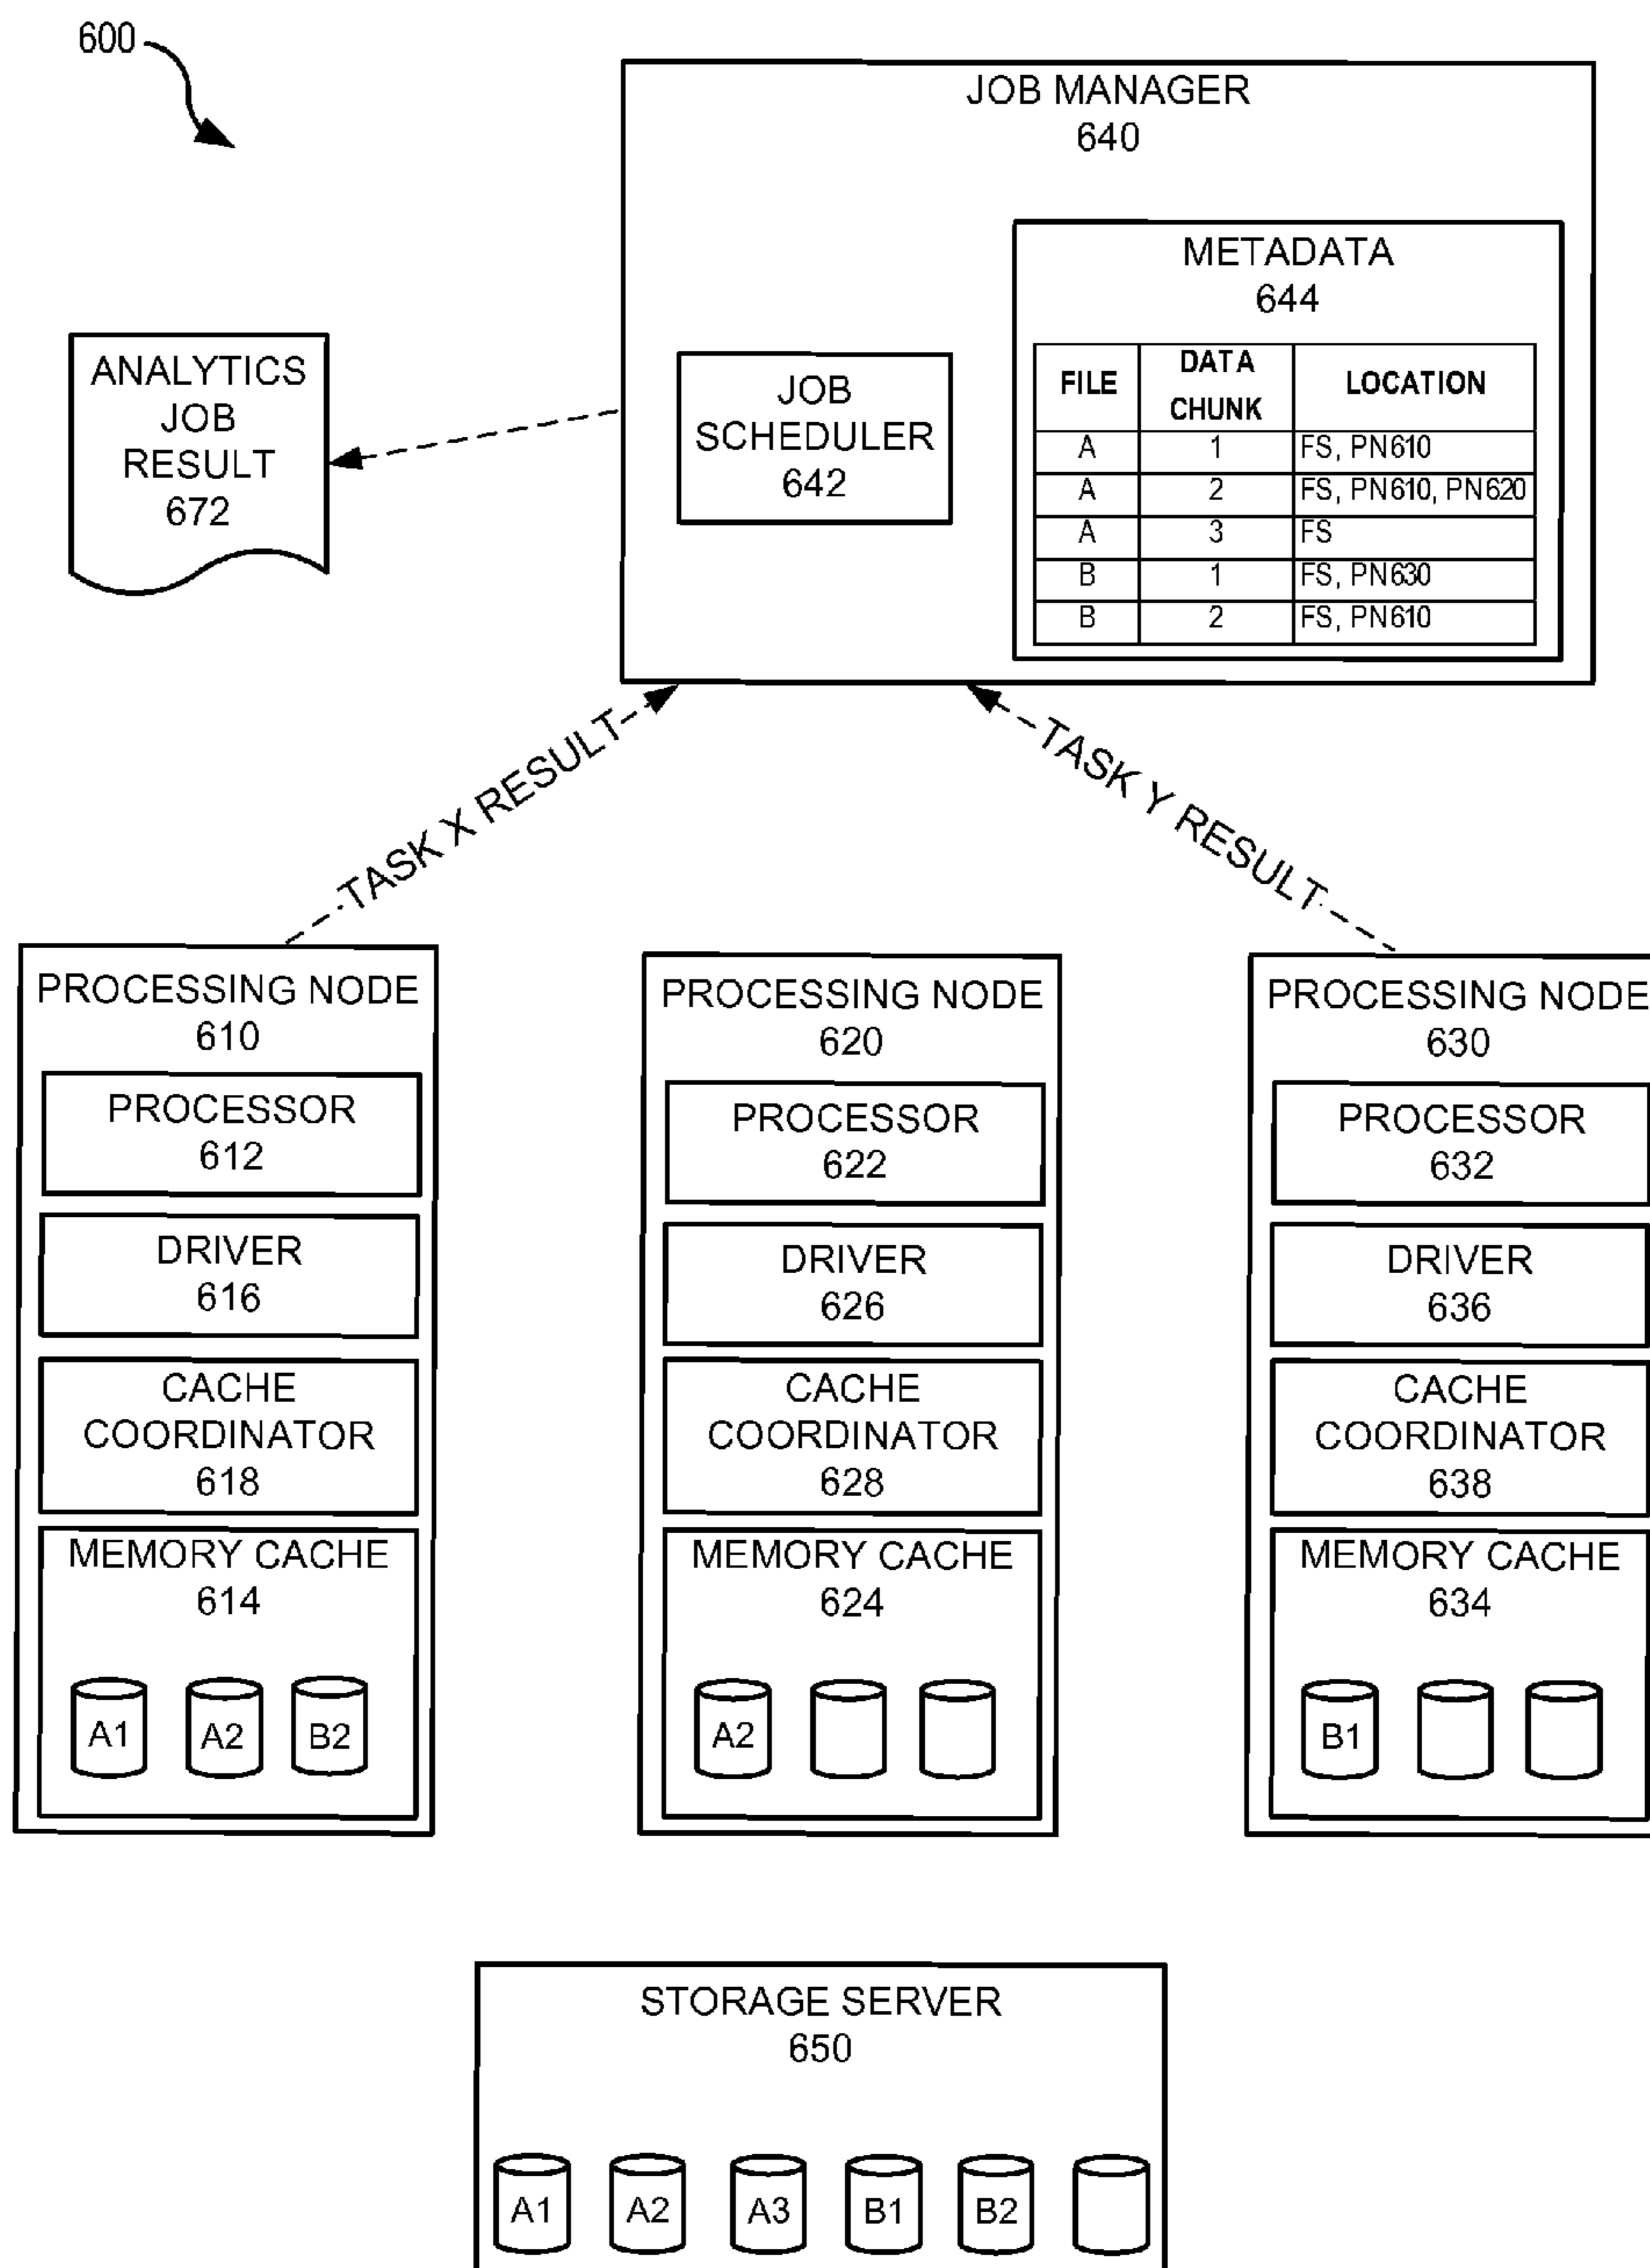 600
JOB MANAGER
640
METADATA
644
FILE DATA CHUNK LOCATION
A 1 FS, PN610
A 2 FS, PN610, PN620
A 3 FS
B 1 FS, PN630
B 2 FS, PN610
JOB
SCHEDULER
642
ANALYTICS
JOB
RESULT
672
TASK X RESULT
TASK Y RESULT
PROCESSING NODE
610
PROCESSOR
612
DRIVER
616
CACHE
COORDINATOR
618
MEMORY CACHE
614
A1 A2 B2
PROCESSING NODE
620
PROCESSOR
622
DRIVER
626
CACHE
COORDINATOR
628
MEMORY CACHE
624
A2
PROCESSING NODE
630
PROCESSOR
632
DRIVER
636
CACHE
COORDINATOR
638
MEMORY CACHE
634
B1
STORAGE SERVER
650
A1 A2 A3 B1 B2